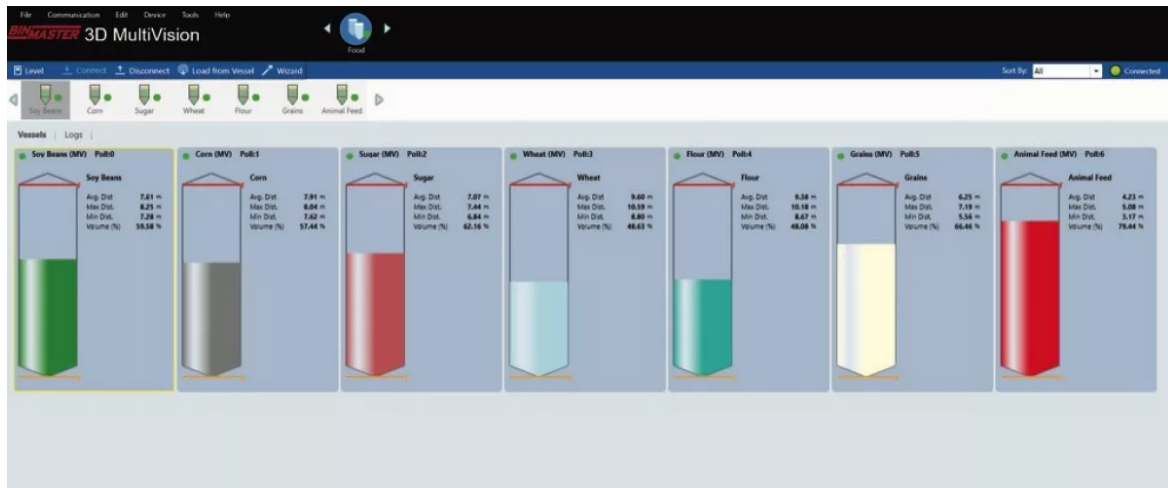 File Communication Edit Device Tools Help
BINMASTER 3D MultiVision
Food
Level Connect Disconnect Load from Vessel Wizard Sort By: All Connected
Soy Beans Corn Sugar Wheat Flour Grains Animal Feed
Vessels | Logs |
Soy Beans (MV) Poll:0 Corn (MV) Poll:1 Sugar (MV) Poll:2 Wheat (MV) Poll:3 Flour (MV) Poll:4 Grains (MV) Poll:5 Animal Feed (MV) Poll:6
Soy Beans Corn Sugar Wheat Flour Grains Animal Feed
Avg. Dist 7.61 m Avg. Dist 7.91 m Avg. Dist 7.07 m Avg. Dist 9.60 m Avg. Dist 9.38 m Avg. Dist 6.25 m Avg. Dist 4.23 m
Max Dist. 8.25 m Max Dist. 8.04 m Max Dist. 7.44 m Max Dist. 10.59 m Max Dist. 10.18 m Max Dist. 7.19 m Max Dist. 5.08 m
Min Dist. 7.28 m Min Dist. 7.62 m Min Dist. 6.84 m Min Dist. 8.80 m Min Dist. 8.67 m Min Dist. 5.56 m Min Dist. 3.17 m
Volume (%) 59.58 % Volume (%) 57.44 % Volume (%) 62.16 % Volume (%) 48.63 % Volume (%) 48.08 % Volume (%) 66.46 % Volume (%) 79.44 %